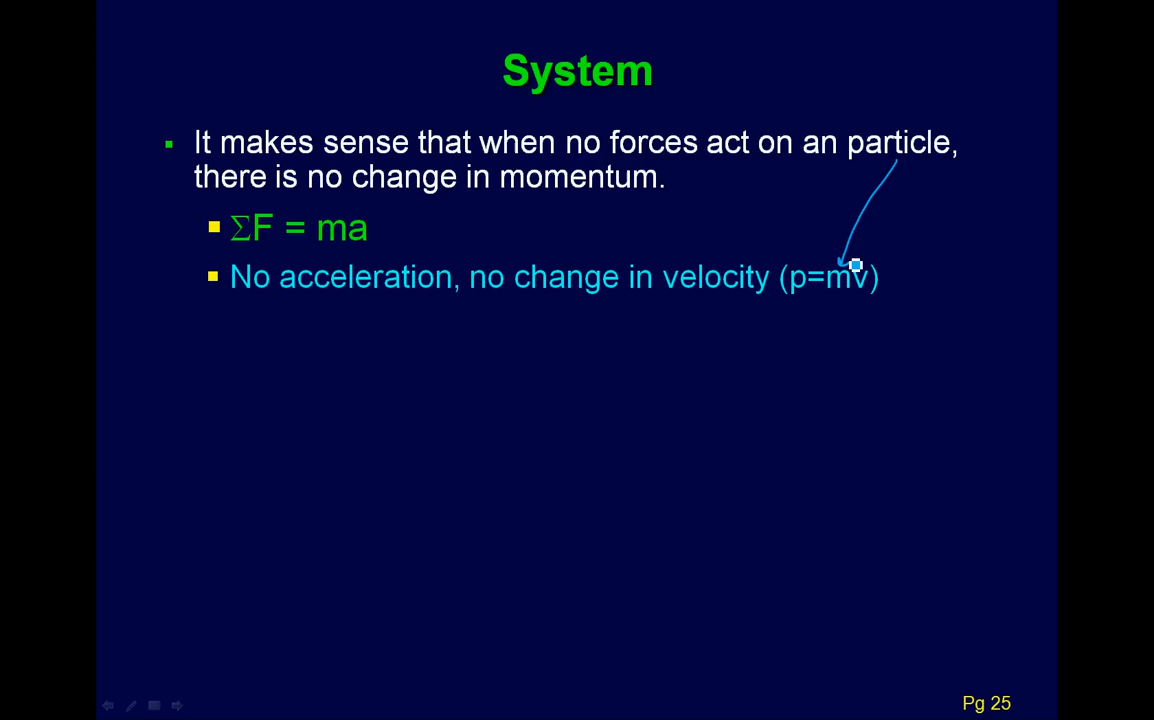 System
It makes sense that when no forces act on an particle,
there is no change in momentum.
ΣF = ma
No acceleration, no change in velocity (p=mv)
Pg 25